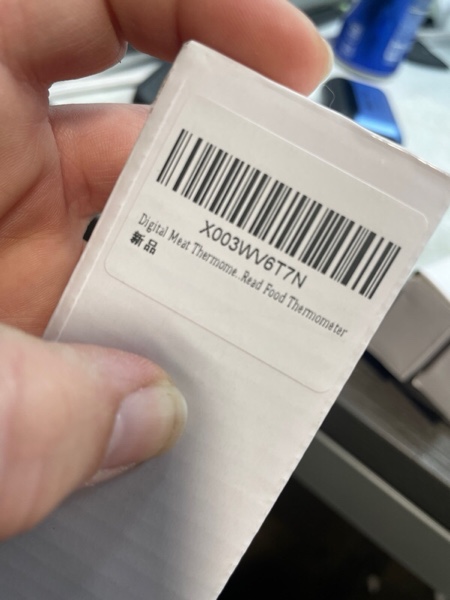 X003WV6T7N
Digital Meat Thermome...Read Food Thermometer
新品